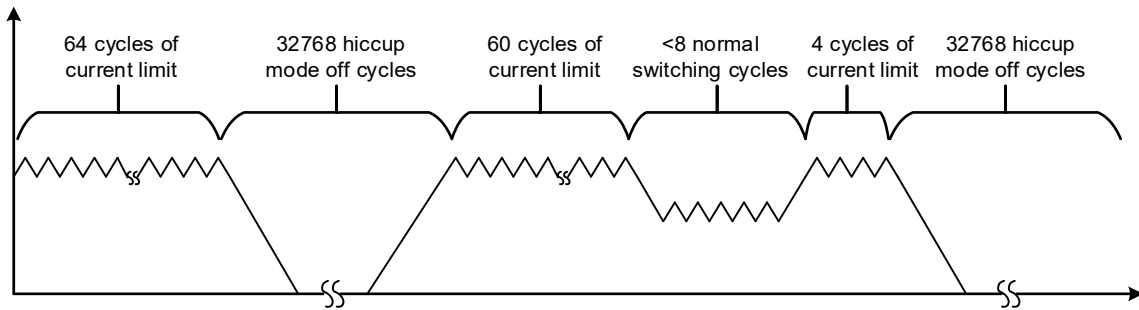 64 cycles of
current limit
32768 hiccup
mode off cycles
60 cycles of
current limit
<8 normal
switching cycles
4 cycles of
current limit
32768 hiccup
mode off cycles